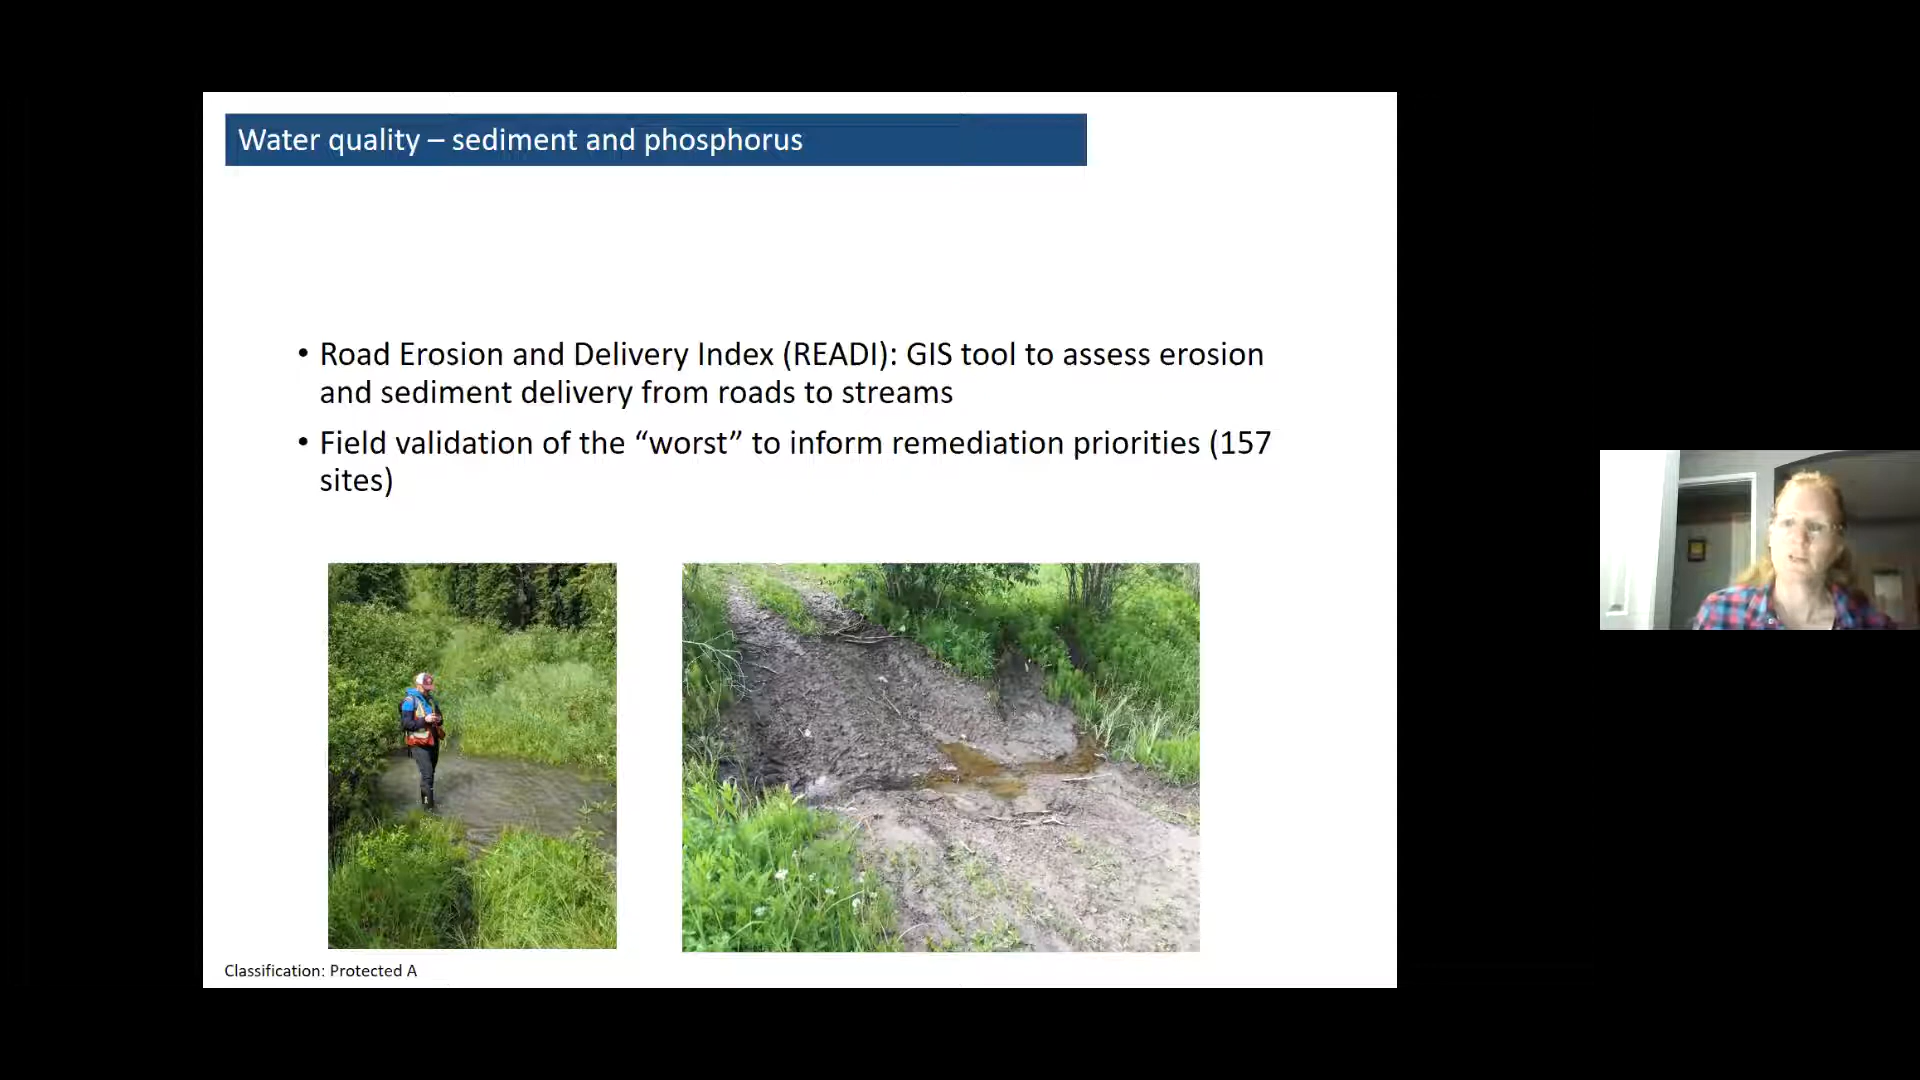 Water quality – sediment and phosphorus
• Road Erosion and Delivery Index (READI): GIS tool to assess erosion
and sediment delivery from roads to streams
• Field validation of the “worst” to inform remediation priorities (157
sites)
Classification: Protected A